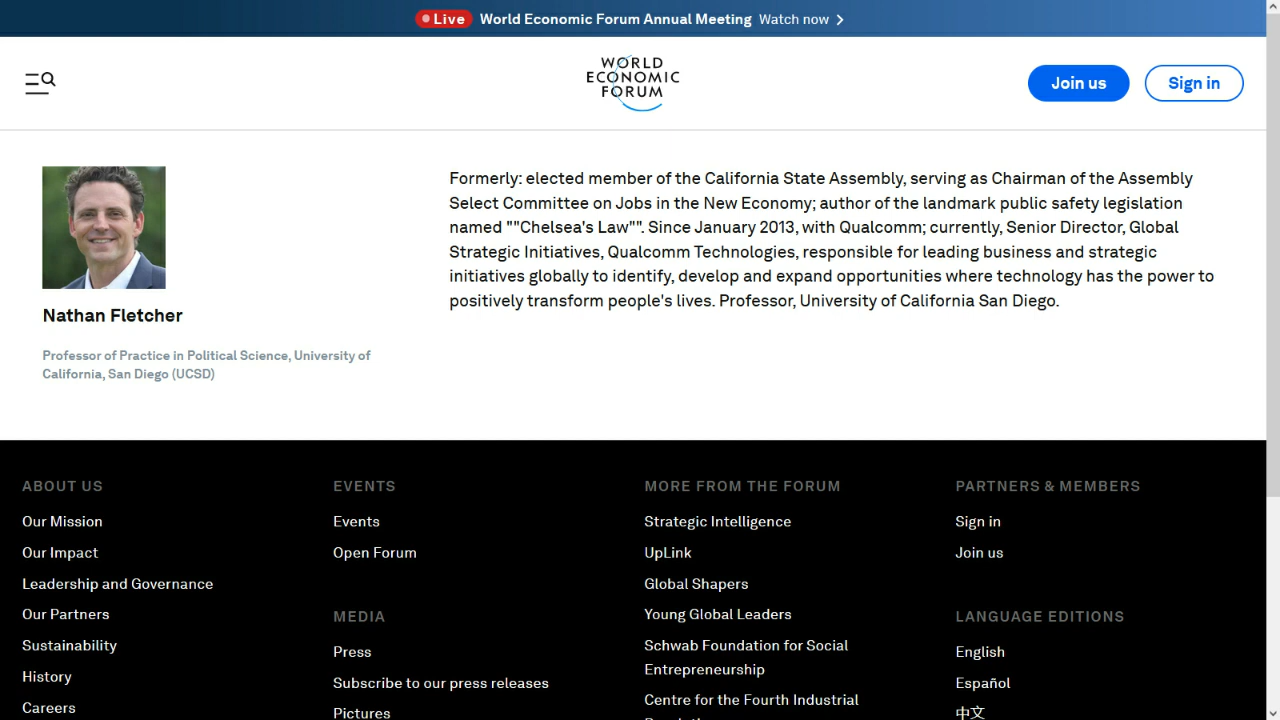 Live World Economic Forum Annual Meeting Watch now
WORLD
ECONOMIC
FORUM
Join us
Sign in
Nathan Fletcher
Professor of Practice in Political Science, University of
California, San Diego (UCSD)
Formerly: elected member of the California State Assembly, serving as Chairman of the Assembly
Select Committee on Jobs in the New Economy; author of the landmark public safety legislation
named ""Chelsea's Law"". Since January 2013, with Qualcomm; currently, Senior Director, Global
Strategic Initiatives, Qualcomm Technologies, responsible for leading business and strategic
initiatives globally to identify, develop and expand opportunities where technology has the power to
positively transform people's lives. Professor, University of California San Diego.
ABOUT US
Our Mission
Our Impact
Leadership and Governance
Our Partners
Sustainability
History
Careers
EVENTS
Events
Open Forum
MEDIA
Press
Subscribe to our press releases
Pictures
MORE FROM THE FORUM
Strategic Intelligence
UpLink
Global Shapers
Young Global Leaders
Schwab Foundation for Social
Entrepreneurship
Centre for the Fourth Industrial
PARTNERS & MEMBERS
Sign in
Join us
LANGUAGE EDITIONS
English
Español
中文